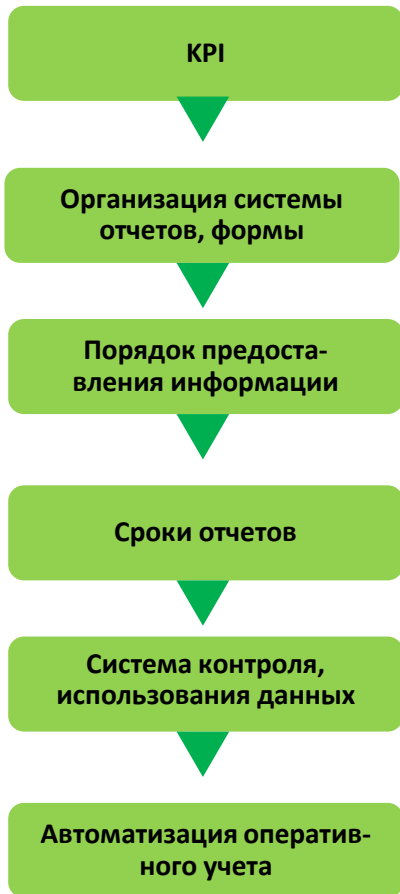 KPI
Организация системы
отчетов, формы
Порядок предоста-
вления информации
Сроки отчетов
Система контроля,
использования данных
Автоматизация оператив-
ного учета